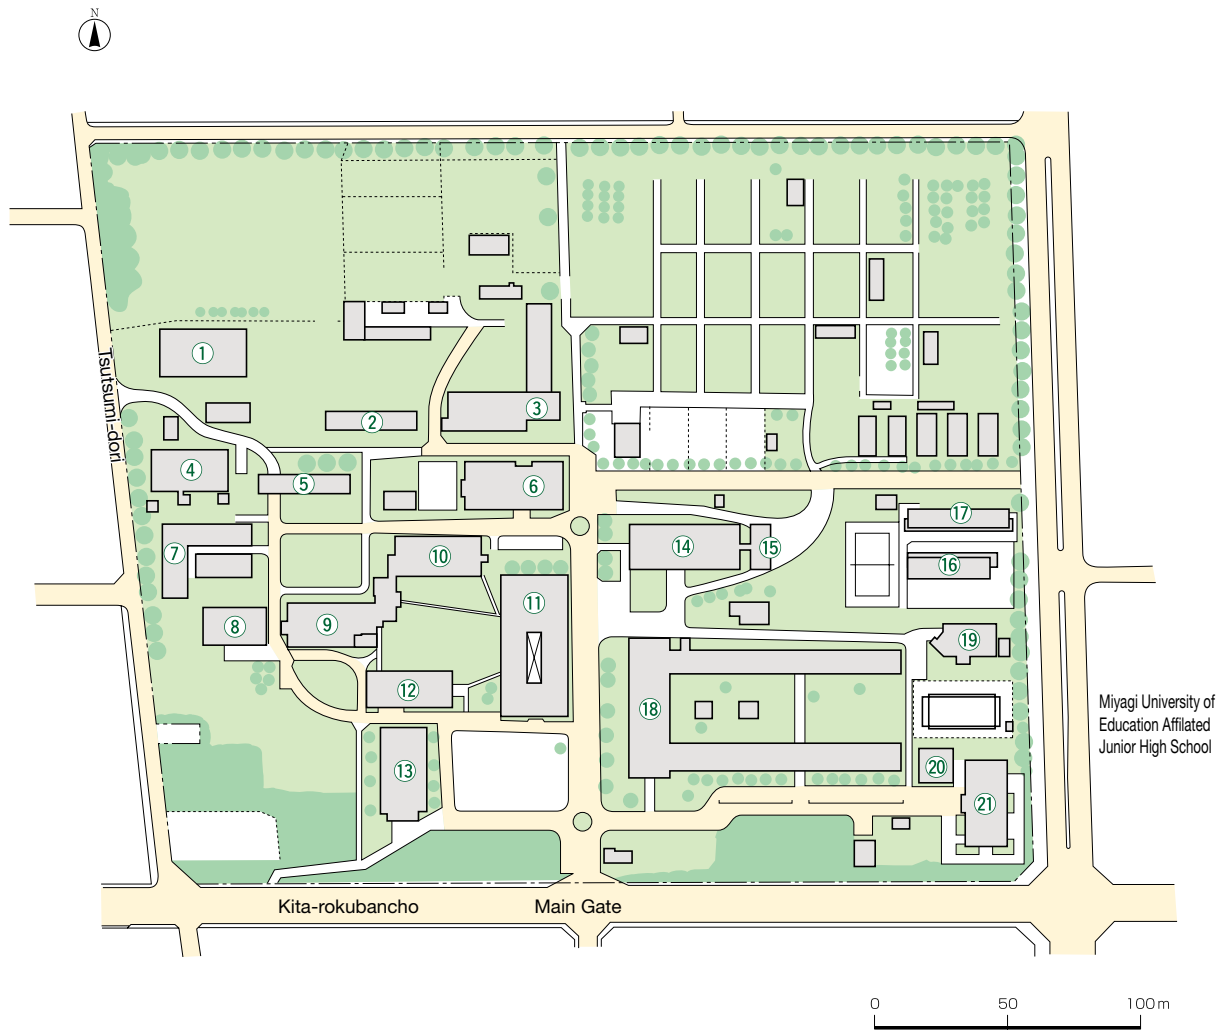 N
1
2
3
4
5
6
7
8
9
10
11
12
13
14
15
16
17
18
19
20
21
Tsutsumi-dori
Miyagi University of
Education Affilated
Junior High School
Kita-rokubancho
Main Gate
0 50 100m